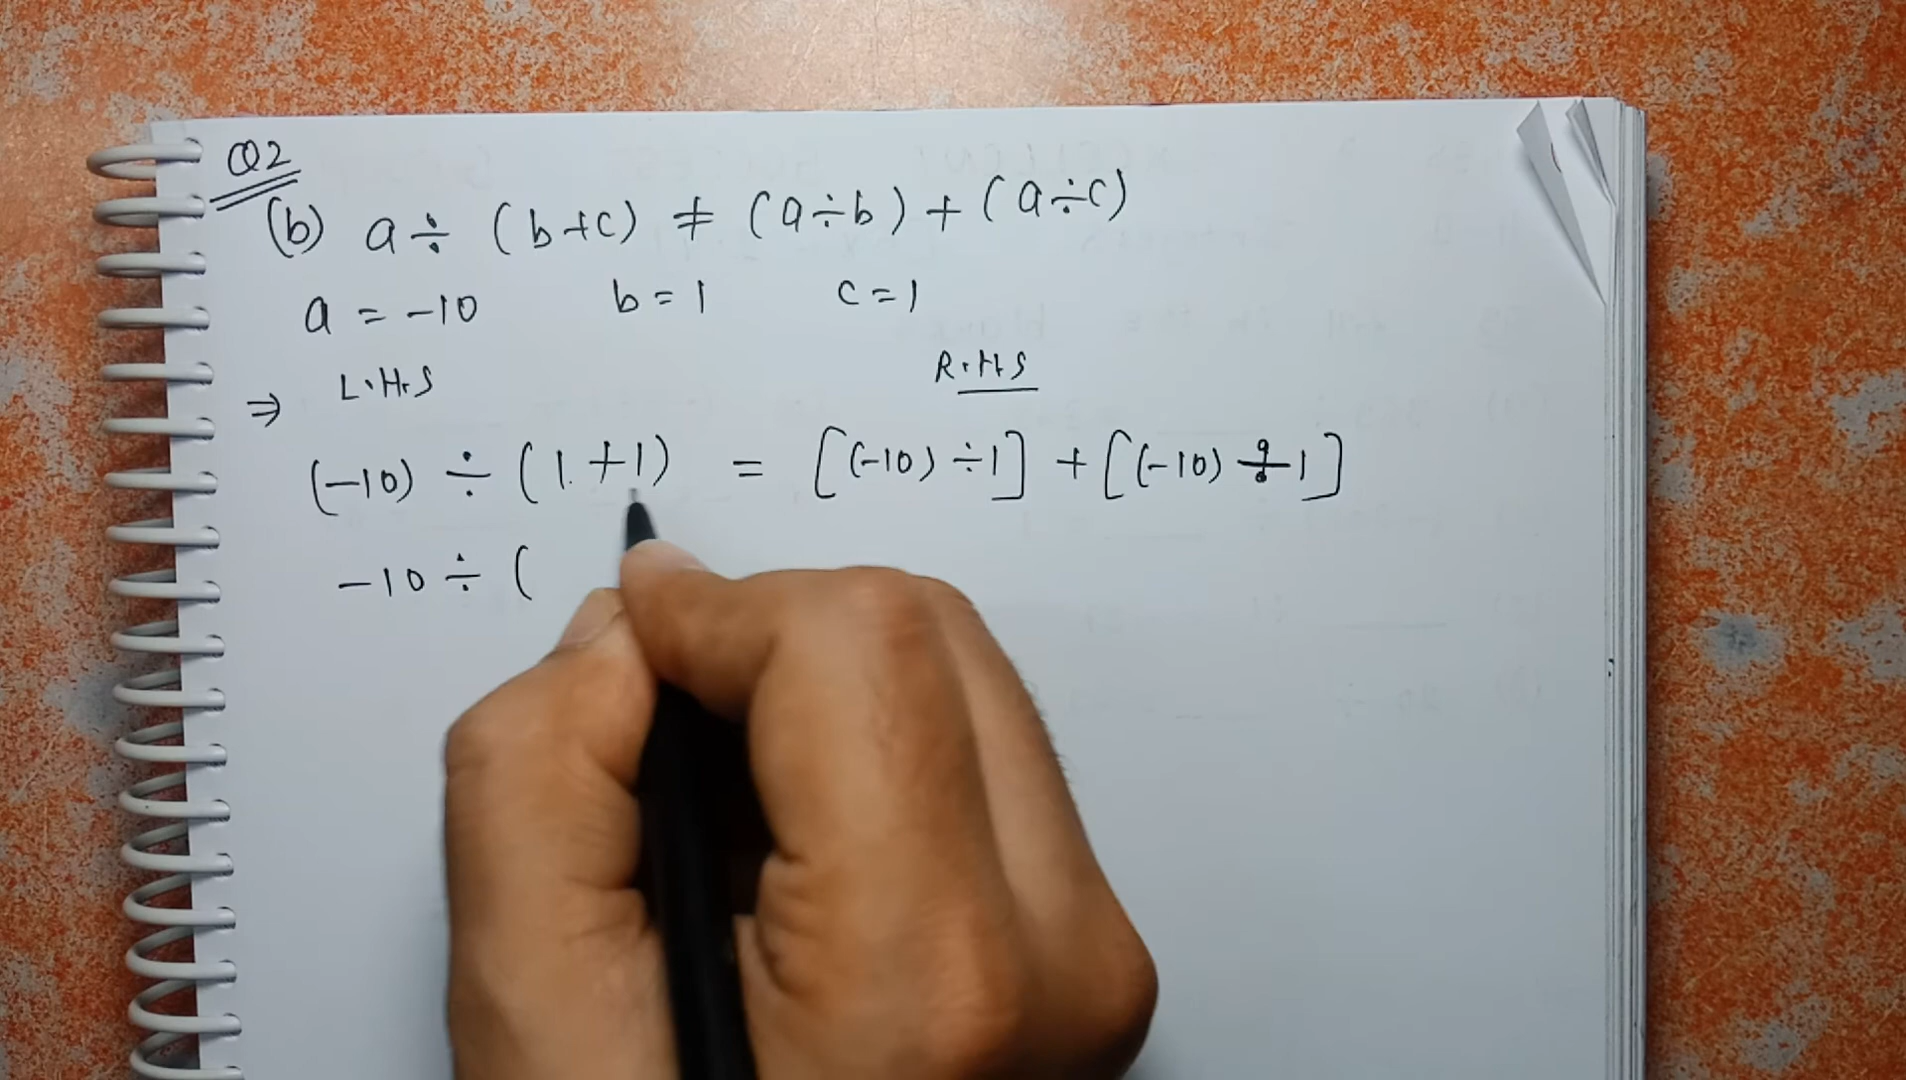 Q2
(b) a ÷ (b+c) ≠ (a÷b) + (a÷c)
a = -10 b = 1 c = 1
⇒ L.H.S R.H.S
(-10) ÷ (1+1) = [(-10) ÷1] + [(-10) ÷ 1]
-10 ÷ (